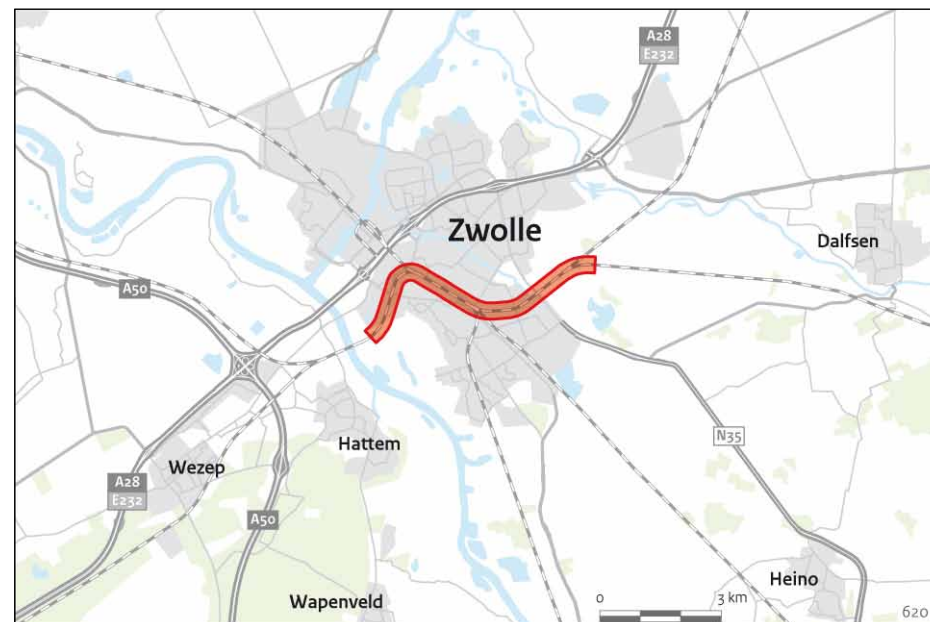 A28
E232
Zwolle
Dalfsen
A50
N35
Hattem
Wezep
A28
E232
A50
Heino
Wapenveld
0 3 km
620